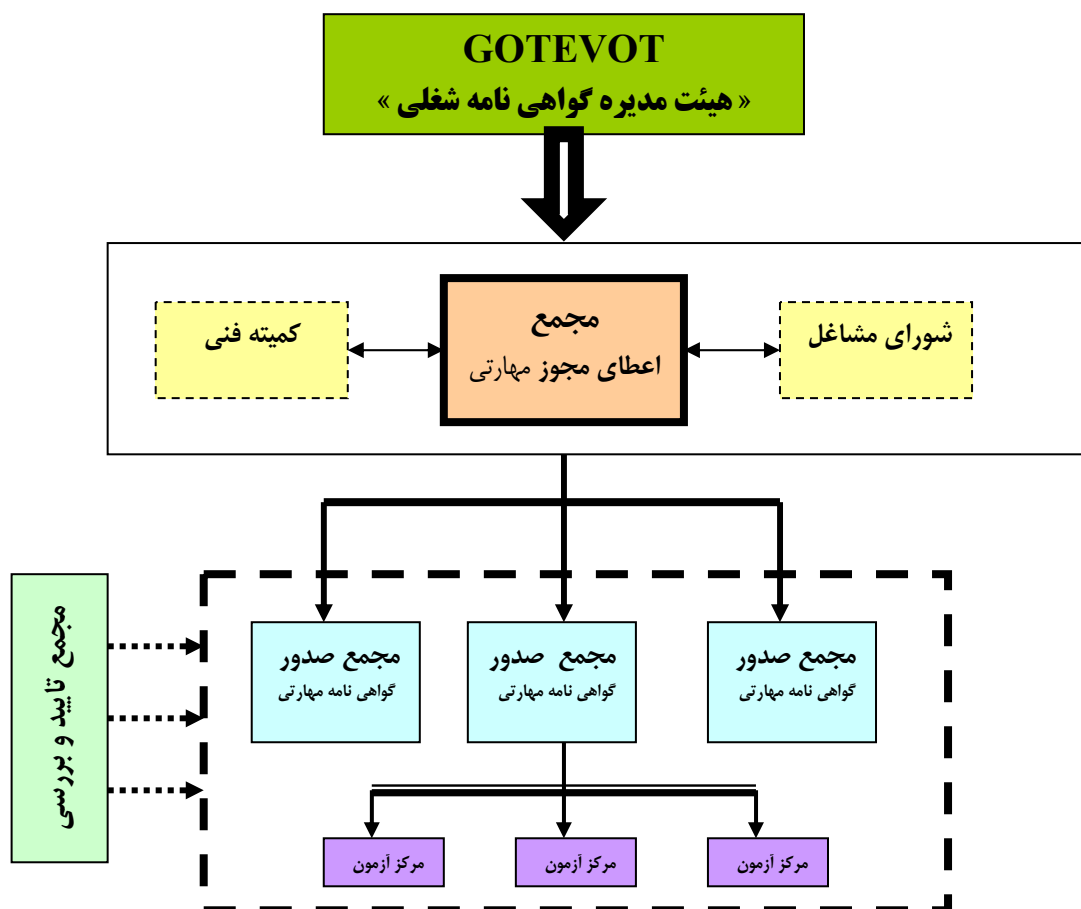 GOTEVOT
« هیئت مدیره گواهی نامه شغلی »
شورای مشاغل
مجمع
اعطای مجوز مهارتی
کمیته فنی
مجمع صدور
گواهی نامه مهارتی
مجمع صدور
گواهی نامه مهارتی
مجمع صدور
گواهی نامه مهارتی
مجمع تایید و بررسی
مرکز آزمون
مرکز آزمون
مرکز آزمون